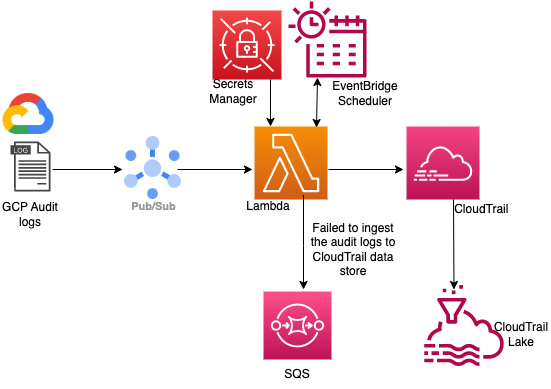 Secrets
Manager
EventBridge
Scheduler
LOG
GCP Audit
logs
Pub/Sub
Lambda
CloudTrail
Failed to ingest
the audit logs to
CloudTrail data
store
CloudTrail
Lake
SQS